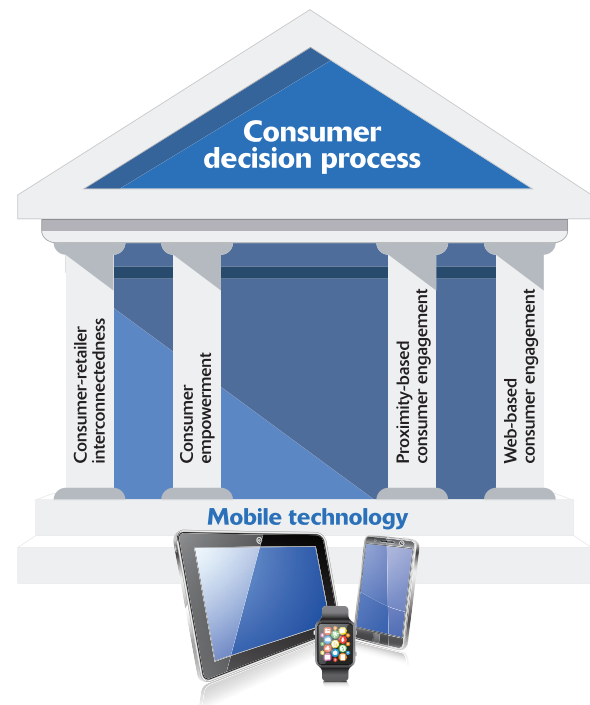 Consumer
decision process
Consumer-retailer
interconnectedness
Consumer
empowerment
Proximity-based
consumer engagement
Web-based
consumer engagement
Mobile technology